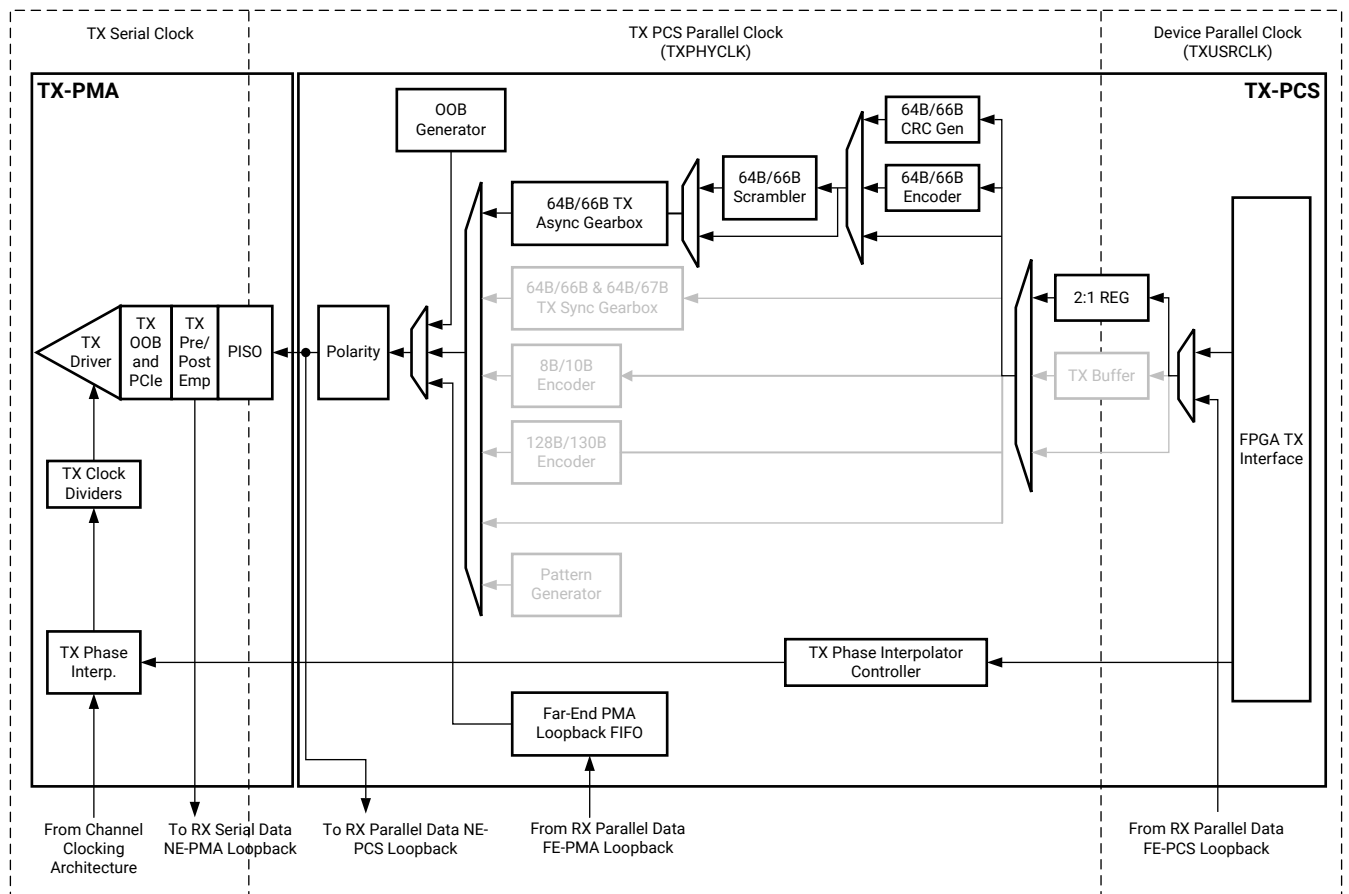 TX Serial Clock
TX PCS Parallel Clock
(TXPHYCLK)
Device Parallel Clock
(TXUSRCLK)
TX-PMA
TX-PCS
OOB
Generator
64B/66B
CRC Gen
64B/66B
Scrambler
64B/66B
Encoder
64B/66B TX
Async Gearbox
64B/66B & 64B/67B
TX Sync Gearbox
2:1 REG
TX
Driver
TX
OOB
and
PCIe
TX
Pre/
Post
Emp
PISO
Polarity
8B/10B
Encoder
TX Buffer
128B/130B
Encoder
FPGA TX
Interface
TX Clock
Dividers
Pattern
Generator
TX Phase
Interp.
TX Phase Interpolator
Controller
Far-End PMA
Loopback FIFO
From Channel
Clocking
Architecture
To RX Serial Data
NE-PMA Loopback
To RX Parallel Data NE-
PCS Loopback
From RX Parallel Data
FE-PMA Loopback
From RX Parallel Data
FE-PCS Loopback